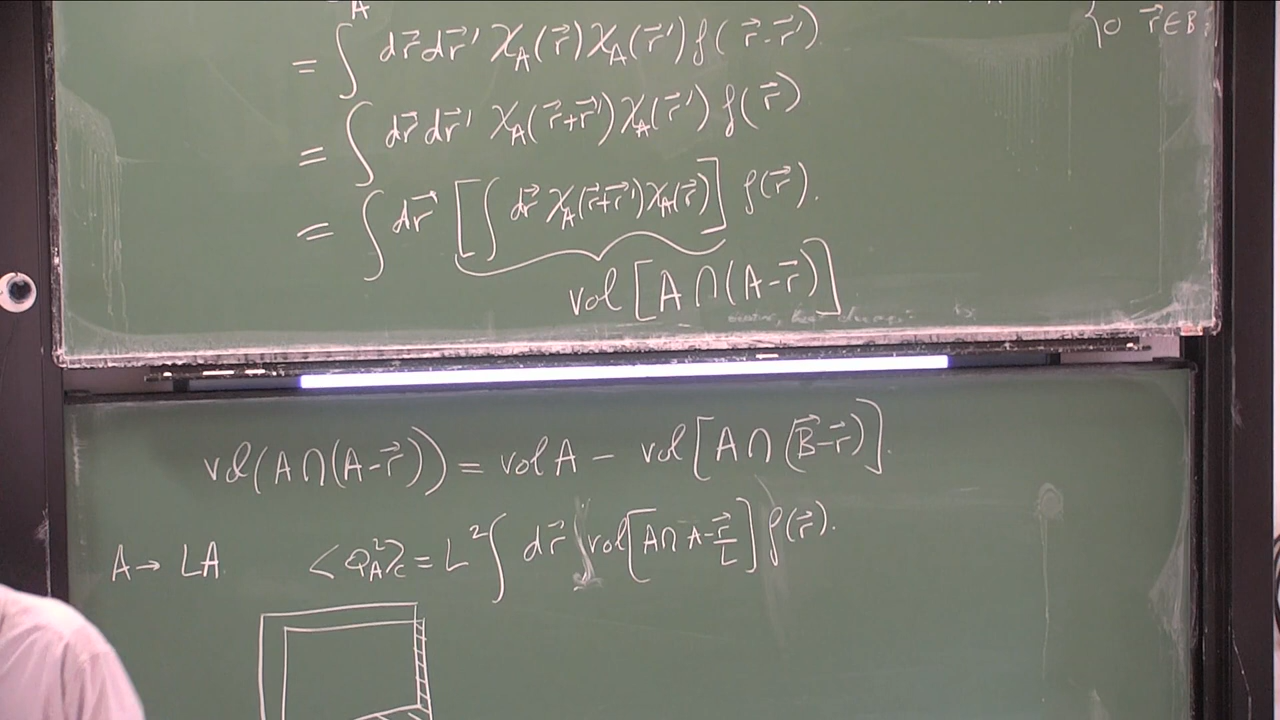 A
= ∫ dr⃗ dr⃗' χ_A(r⃗) χ_A(r⃗') f(r⃗-r⃗')
{0 r⃗∈B
= ∫ dr⃗ dr⃗' χ_A(r⃗+r⃗') χ_A(r⃗') f(r⃗)
= ∫ dr⃗ [∫ dr⃗ χ_A(r⃗+r⃗') χ_A(r⃗)] f(r⃗).
vol [A ∩ (A-r⃗)]
vol(A∩(A-r⃗)) = vol A - vol [A ∩ (B⃗-r⃗)].
A → LA ⟨Q_A^2⟩_c = L^2 ∫ dr⃗ vol[A∩A-r⃗/L] f(r⃗).